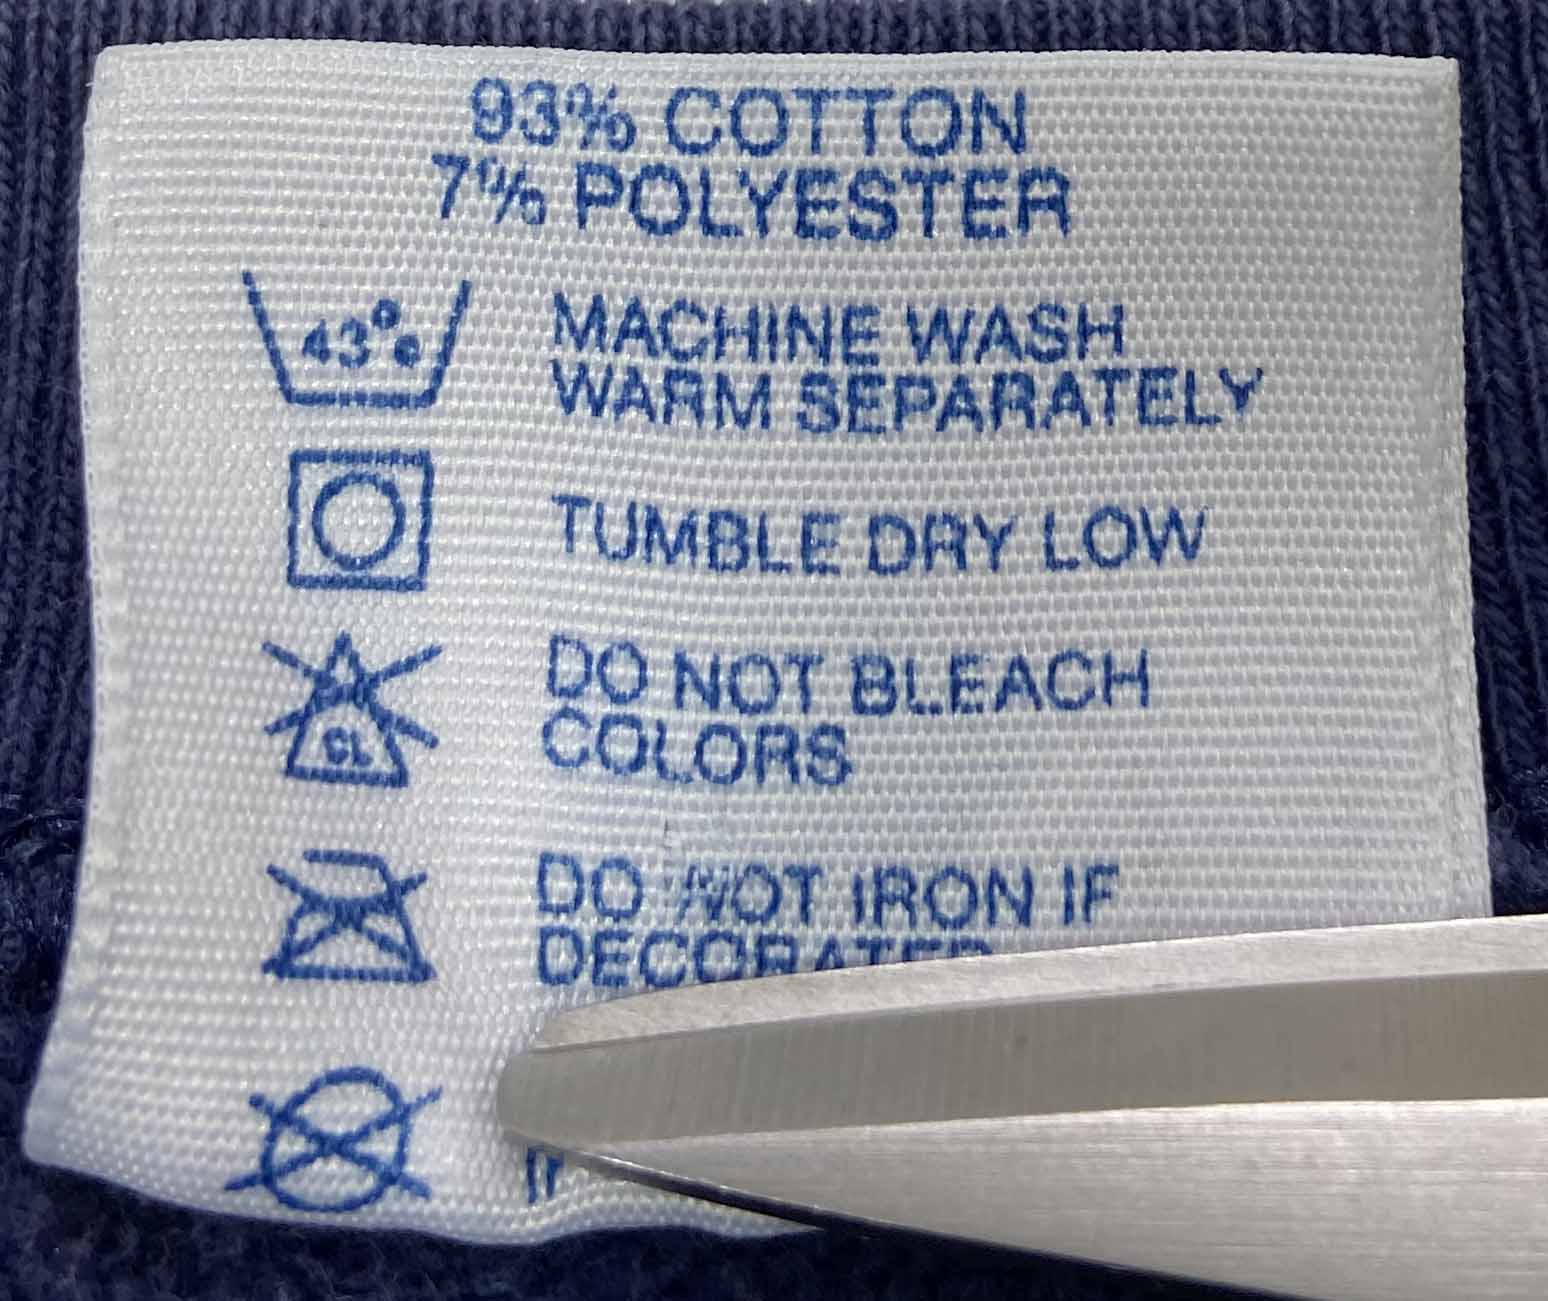 93% COTTON
7% POLYESTER
43°c
MACHINE WASH
WARM SEPARATELY
TUMBLE DRY LOW
CL
DO NOT BLEACH
COLORS
DO NOT IRON IF
DECORATED